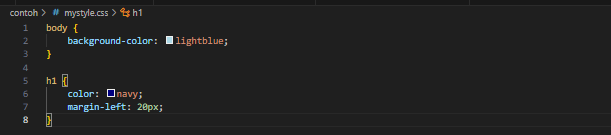 contoh > # mystyle.css > h1
1 body {
2     background-color: lightblue;
3 }
4
5 h1 {
6     color: navy;
7     margin-left: 20px;
8 }